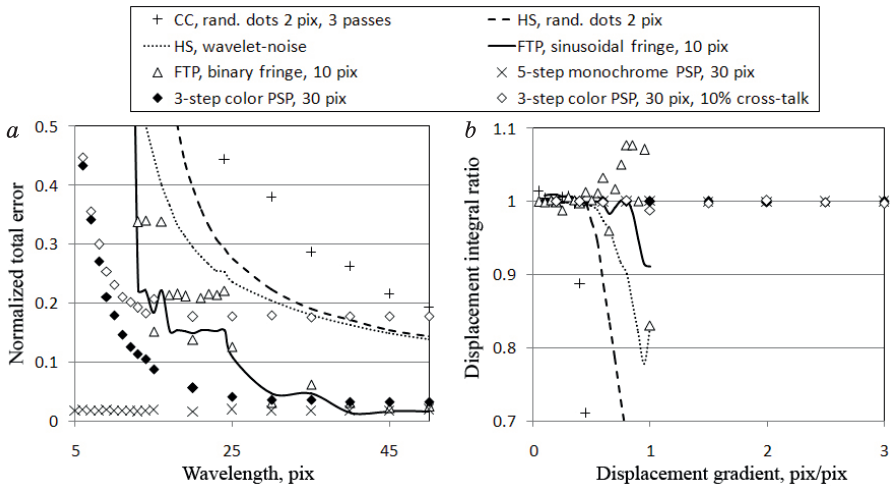 CC, rand. dots 2 pix, 3 passes
HS, rand. dots 2 pix
HS, wavelet-noise
FTP, sinusoidal fringe, 10 pix
FTP, binary fringe, 10 pix
5-step monochrome PSP, 30 pix
3-step color PSP, 30 pix
3-step color PSP, 30 pix, 10% cross-talk
a
0.5
0.4
0.3
0.2
0.1
0
Normalized total error
5
25
45
Wavelength, pix
b
1.1
1
0.9
0.8
0.7
Displacement integral ratio
0
1
2
3
Displacement gradient, pix/pix